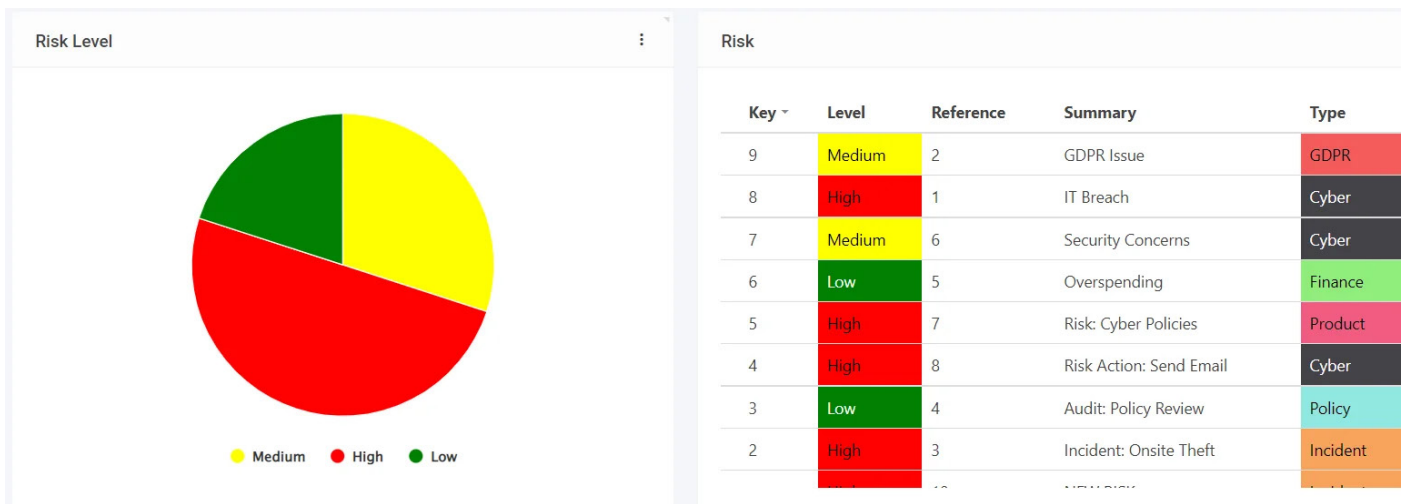 Risk Level
Medium High Low
Risk
Key Level Reference Summary Type
9 Medium 2 GDPR Issue GDPR
8 High 1 IT Breach Cyber
7 Medium 6 Security Concerns Cyber
6 Low 5 Overspending Finance
5 High 7 Risk: Cyber Policies Product
4 High 8 Risk Action: Send Email Cyber
3 Low 4 Audit: Policy Review Policy
2 High 3 Incident: Onsite Theft Incident